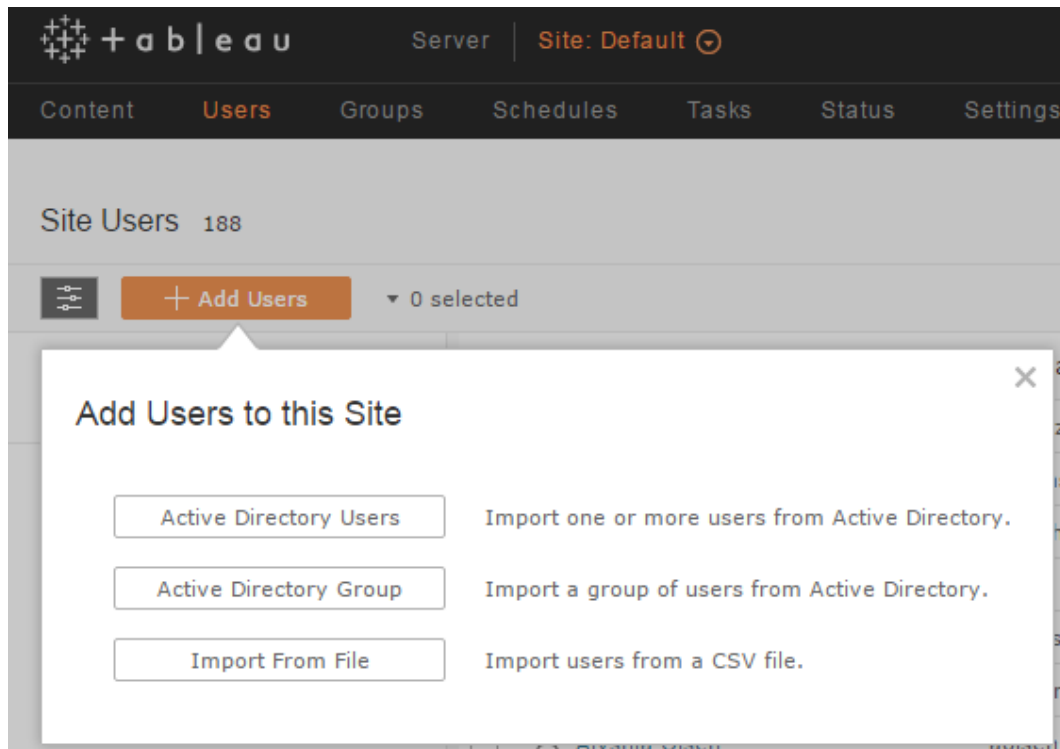 + a b | e a u Server Site: Default
Content Users Groups Schedules Tasks Status Settings
Site Users 188
+ Add Users 0 selected
Add Users to this Site
Active Directory Users Import one or more users from Active Directory.
Active Directory Group Import a group of users from Active Directory.
Import From File Import users from a CSV file.